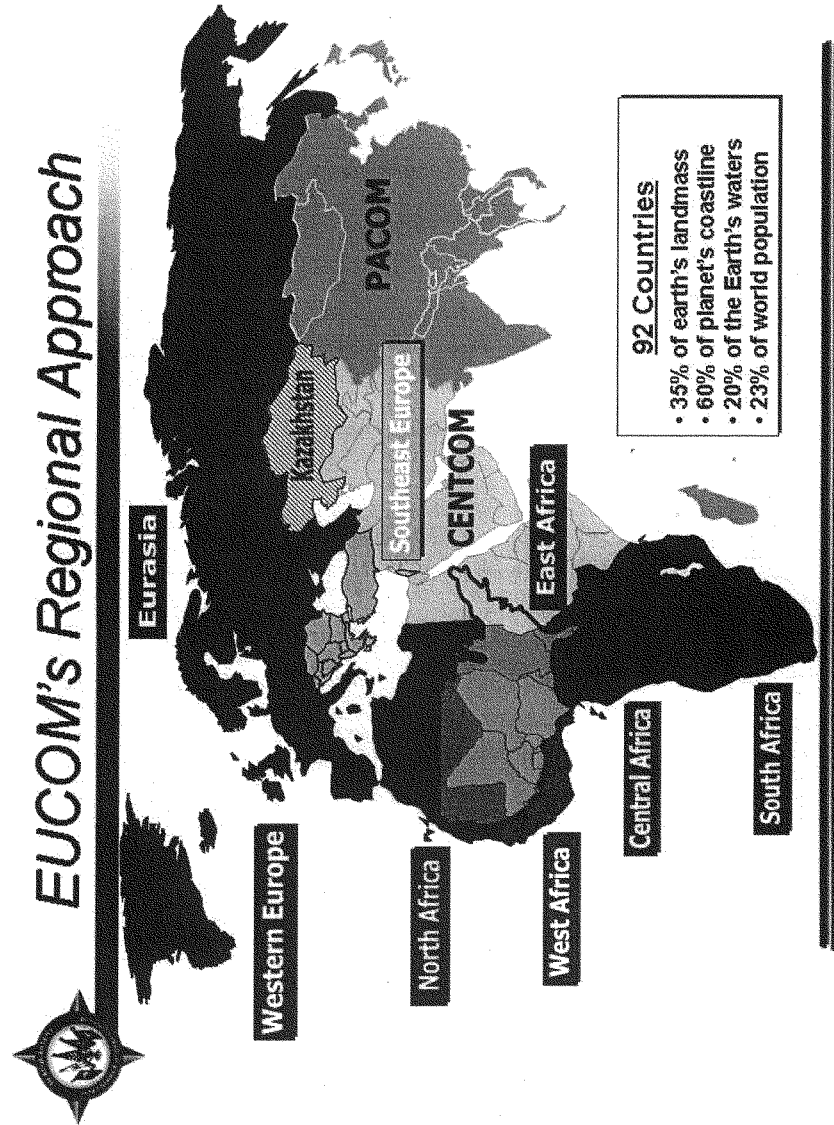 EUCOM's Regional Approach
Eurasia
Western Europe
Kazakhstan
PACOM
Southeast Europe
CENTCOM
North Africa
East Africa
West Africa
Central Africa
South Africa
92 Countries
• 35% of earth's landmass
• 60% of planet's coastline
• 20% of the Earth's waters
• 23% of world population